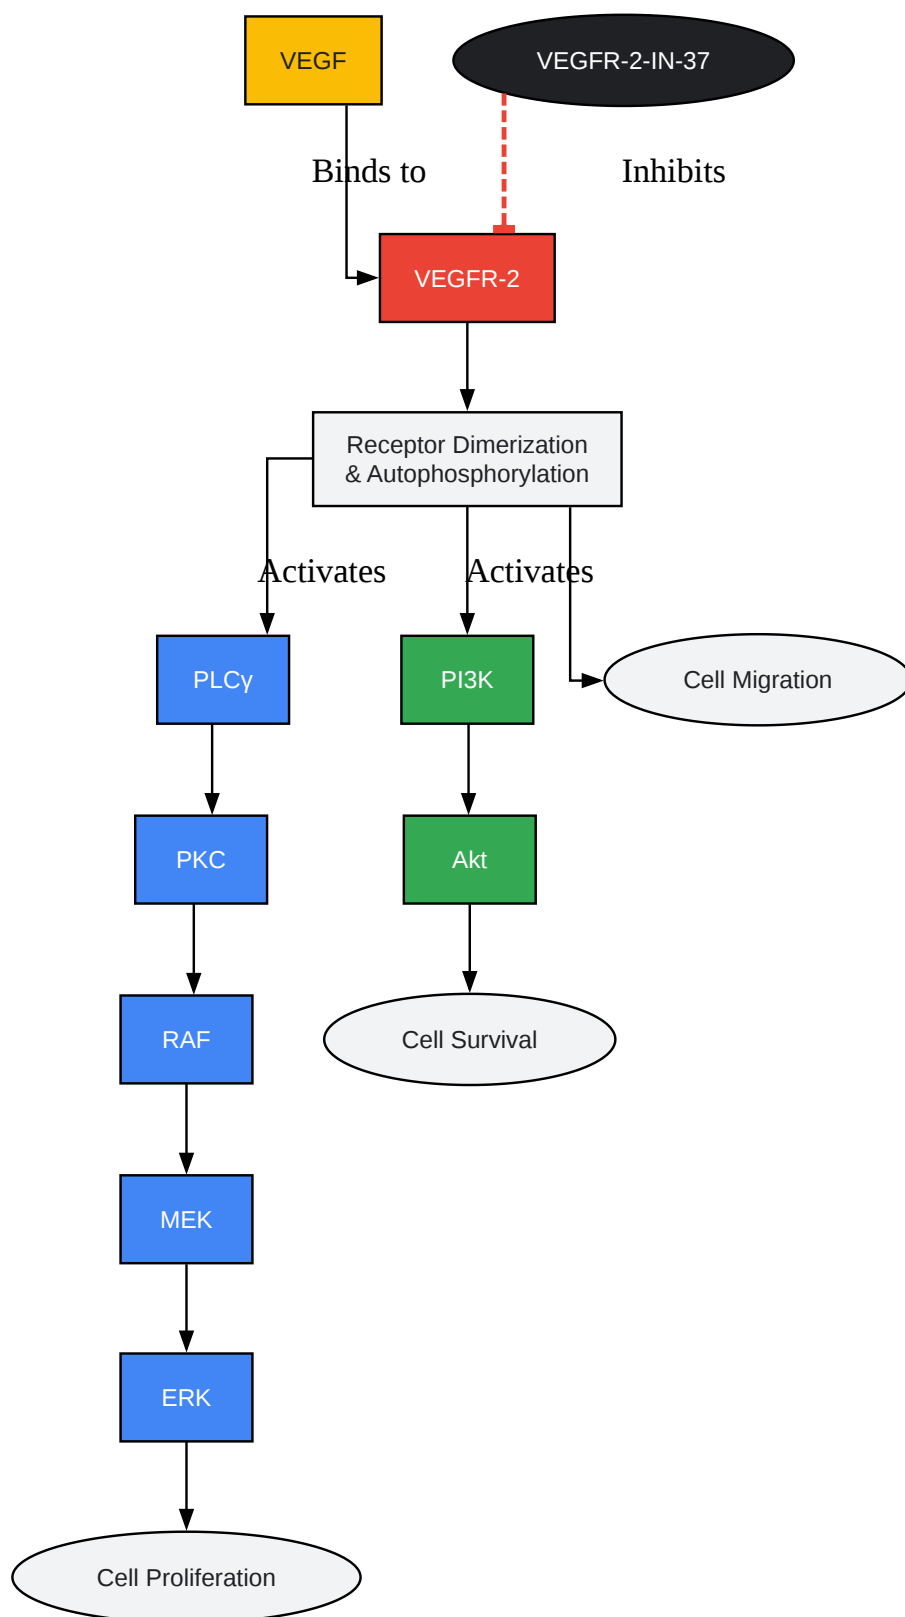 VEGF
VEGFR-2-IN-37
Binds to
Inhibits
VEGFR-2
Receptor Dimerization
& Autophosphorylation
Activates
Activates
PLCγ
PI3K
Cell Migration
PKC
Akt
RAF
Cell Survival
MEK
ERK
Cell Proliferation